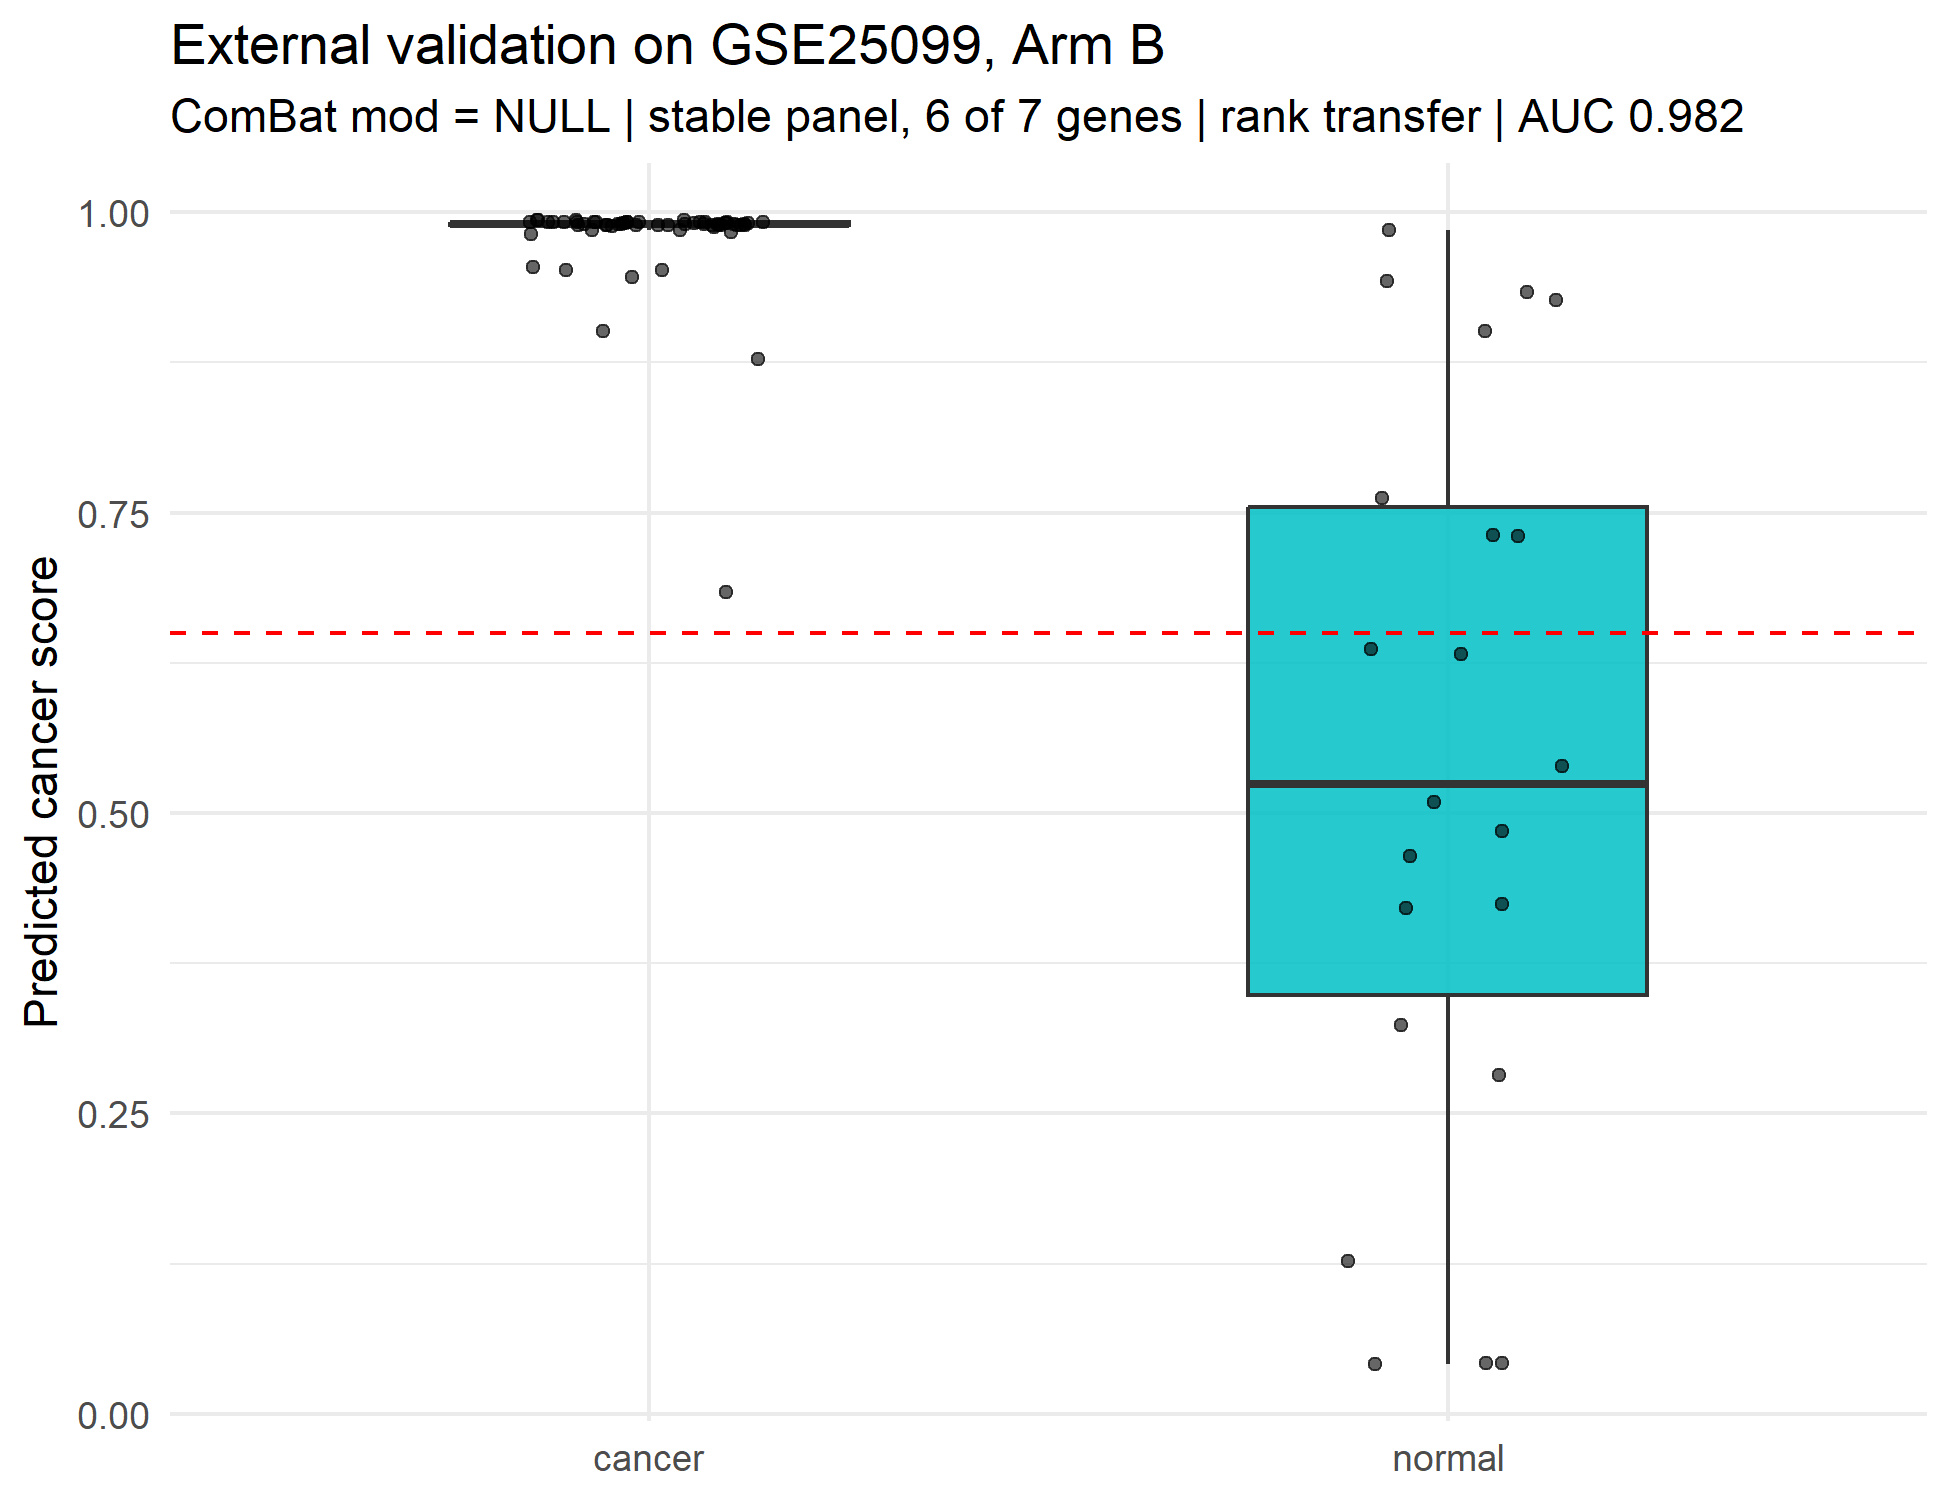 External validation on GSE25099, Arm B
ComBat mod = NULL | stable panel, 6 of 7 genes | rank transfer | AUC 0.982
Predicted cancer score
1.00
0.75
0.50
0.25
0.00
cancer
normal